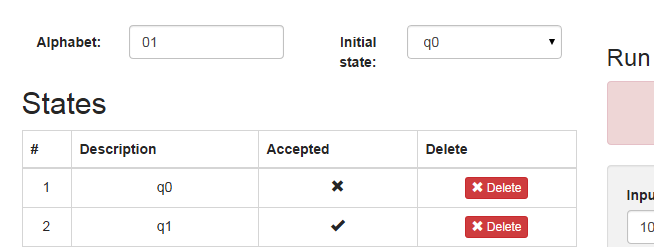 Alphabet: 01 Initial state: q0
Run
States
# Description Accepted Delete
1 q0 ✖ ✖ Delete
2 q1 ✔ ✖ Delete
Inpu
10